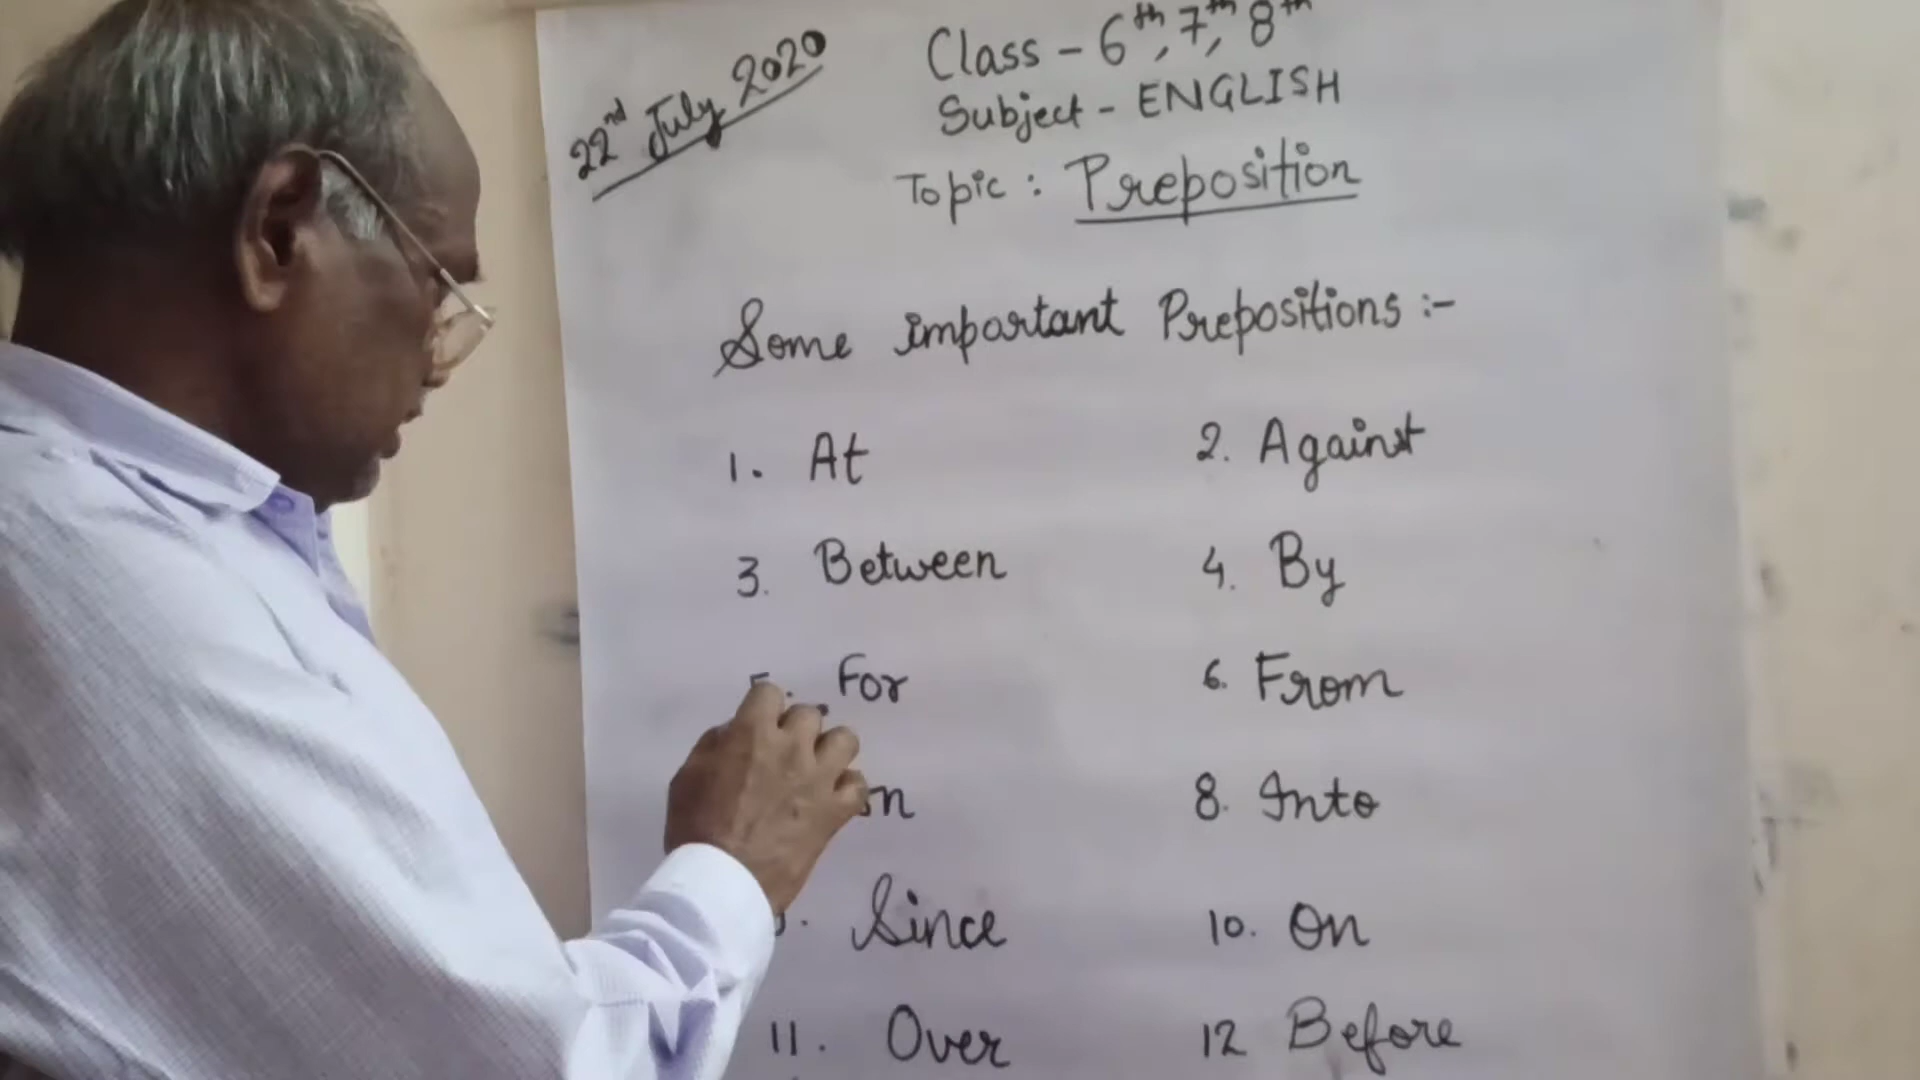 22nd July 2020
Class - 6th, 7th, 8th
Subject - ENGLISH
Topic : Preposition
Some important Prepositions :-
1. At 2. Against
3. Between 4. By
5. For 6. From
8. Into
Since 10. On
11. Over 12 Before